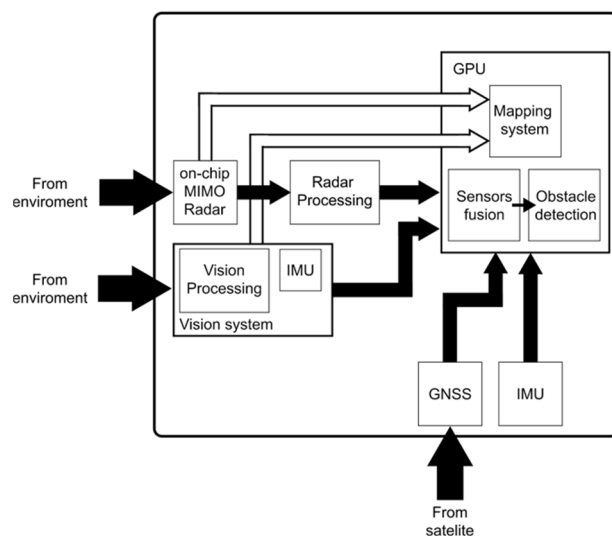 GPU
Mapping
system
From
enviroment
on-chip
MIMO
Radar
Radar
Processing
Sensors
fusion
Obstacle
detection
From
enviroment
Vision
Processing
IMU
Vision system
GNSS
IMU
From
satelite